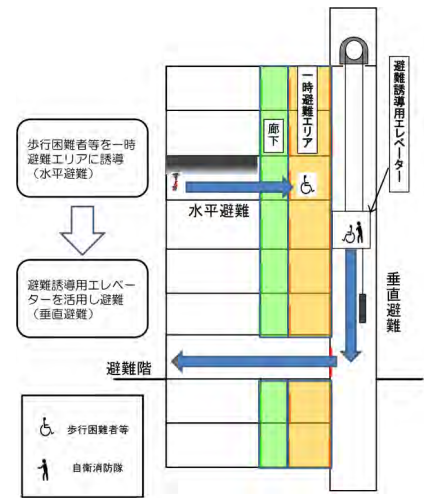 歩行困難者等を一時
避難エリアに誘導
（水平避難）
避難誘導用エレベ
ーターを活用し避難
（垂直避難）
廊下
一時避難エリア
避難誘導用エレベーター
水平避難
垂直避難
避難階
歩行困難者等
自衛消防隊